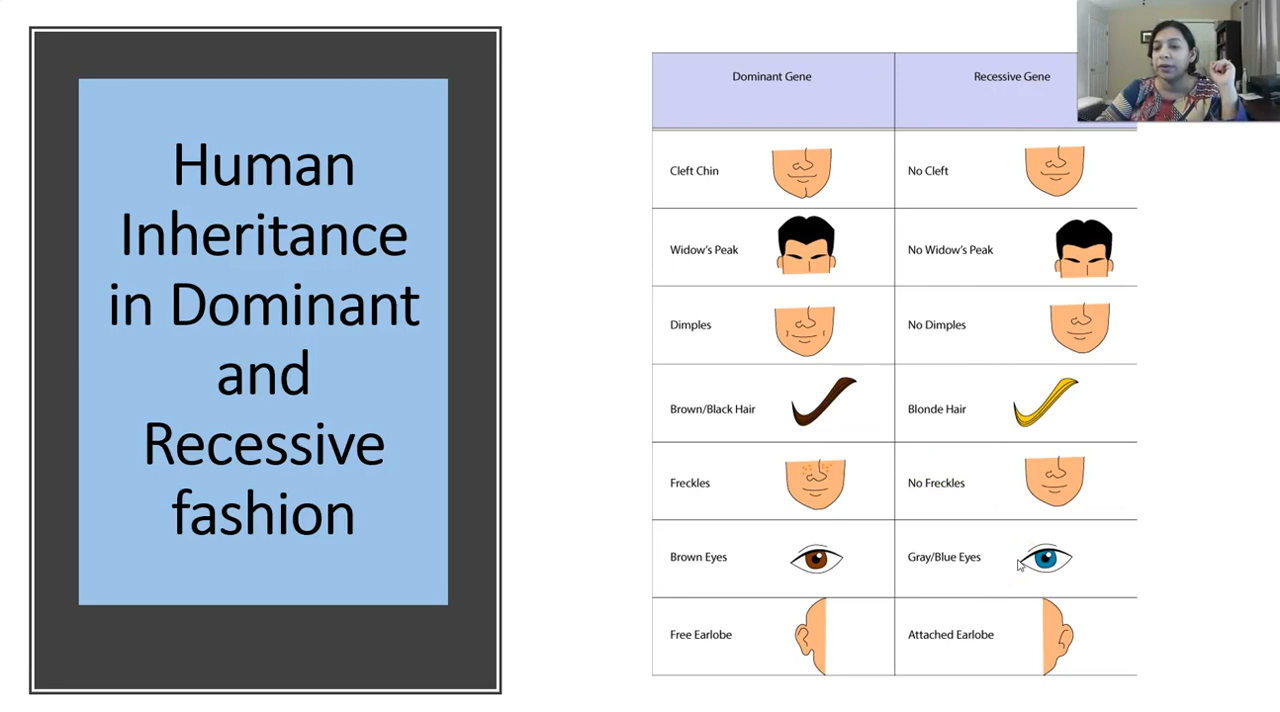 Human
Inheritance
in Dominant
and
Recessive
fashion
Dominant Gene Recessive Gene
Cleft Chin No Cleft
Widow's Peak No Widow's Peak
Dimples No Dimples
Brown/Black Hair Blonde Hair
Freckles No Freckles
Brown Eyes Gray/Blue Eyes
Free Earlobe Attached Earlobe